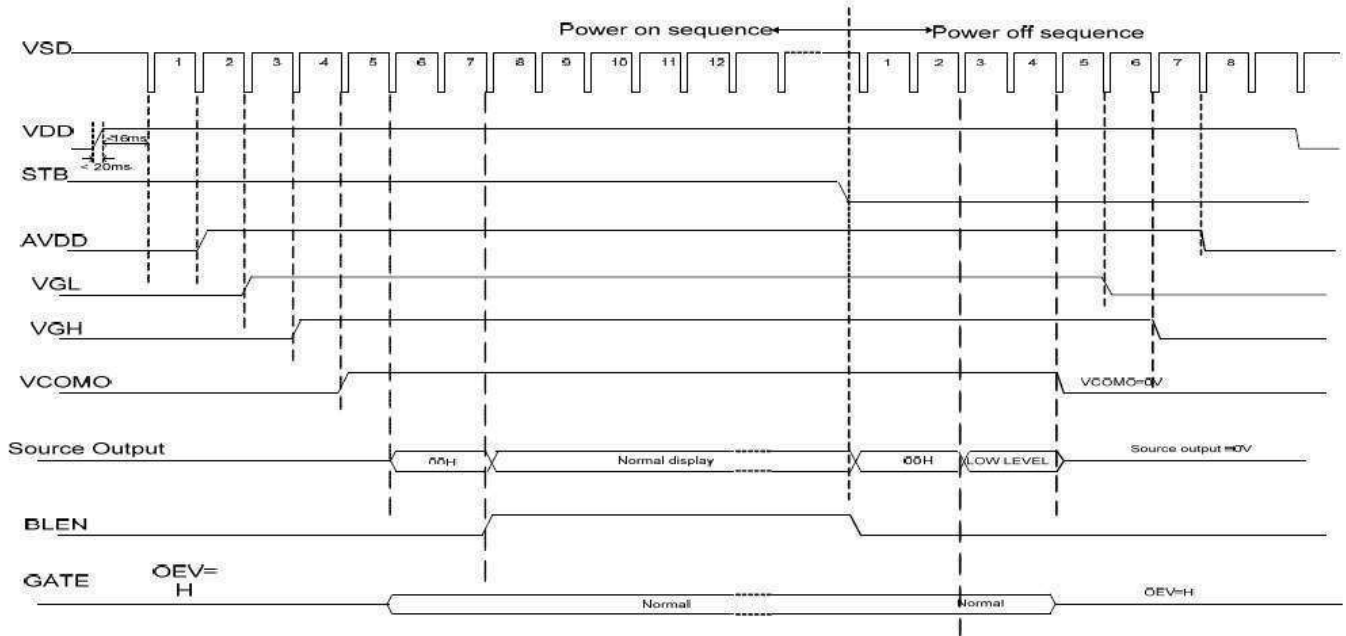 Power on sequence
Power off sequence
VSD
1 2 3 4 5 6 7 8 9 10 11 12 1 2 3 4 5 6 7 8
VDD
>16ms
< 20ms
STB
AVDD
VGL
VGH
VCOMO
VCOMO=0V
Source Output
00H
Normal display
00H
LOW LEVEL
Source output =0V
BLEN
GATE
OEV=
H
Normal
Normal
OEV=H